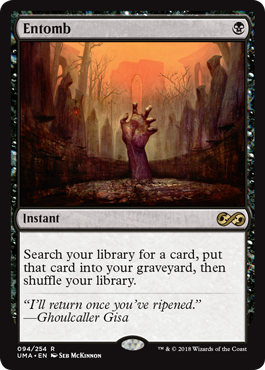 Entomb
Instant
Search your library for a card, put
that card into your graveyard, then
shuffle your library.
“I’ll return once you’ve ripened.”
—Ghoulcaller Gisa
094/254 R
UMA • EN Seb McKinnon
™ & © 2018 Wizards of the Coast